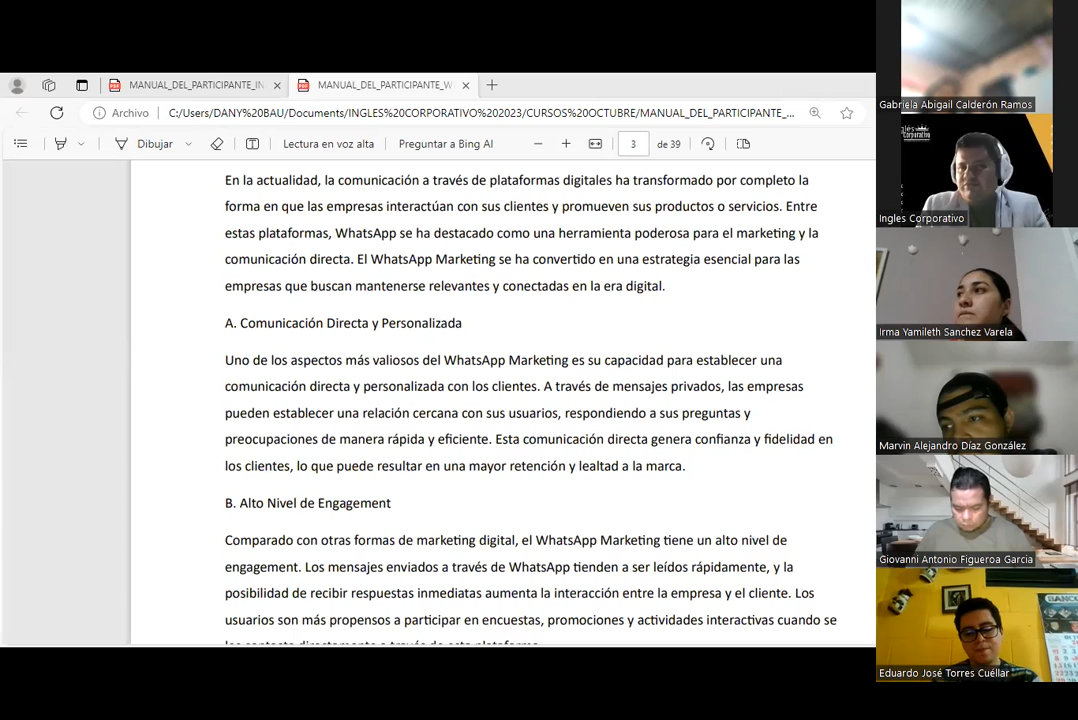 MANUAL_DEL_PARTICIPANTE_IN
MANUAL_DEL_PARTICIPANTE_W
Archivo
C:/Users/DANY%20BAU/Documents/INGLES%20CORPORATIVO%202023/CURSOS%20OCTUBRE/MANUAL_DEL_PARTICIPANTE_...
Dibujar
Lectura en voz alta
Preguntar a Bing AI
3
de 39
En la actualidad, la comunicación a través de plataformas digitales ha transformado por completo la
forma en que las empresas interactúan con sus clientes y promueven sus productos o servicios. Entre
estas plataformas, WhatsApp se ha destacado como una herramienta poderosa para el marketing y la
comunicación directa. El WhatsApp Marketing se ha convertido en una estrategia esencial para las
empresas que buscan mantenerse relevantes y conectadas en la era digital.
A. Comunicación Directa y Personalizada
Uno de los aspectos más valiosos del WhatsApp Marketing es su capacidad para establecer una
comunicación directa y personalizada con los clientes. A través de mensajes privados, las empresas
pueden establecer una relación cercana con sus usuarios, respondiendo a sus preguntas y
preocupaciones de manera rápida y eficiente. Esta comunicación directa genera confianza y fidelidad en
los clientes, lo que puede resultar en una mayor retención y lealtad a la marca.
B. Alto Nivel de Engagement
Comparado con otras formas de marketing digital, el WhatsApp Marketing tiene un alto nivel de
engagement. Los mensajes enviados a través de WhatsApp tienden a ser leídos rápidamente, y la
posibilidad de recibir respuestas inmediatas aumenta la interacción entre la empresa y el cliente. Los
usuarios son más propensos a participar en encuestas, promociones y actividades interactivas cuando se
Gabriela Abigail Calderón Ramos
Ingles Corporativo
Irma Yamileth Sanchez Varela
Marvin Alejandro Díaz González
Giovanni Antonio Figueroa Garcia
BANCO
Eduardo José Torres Cuéllar